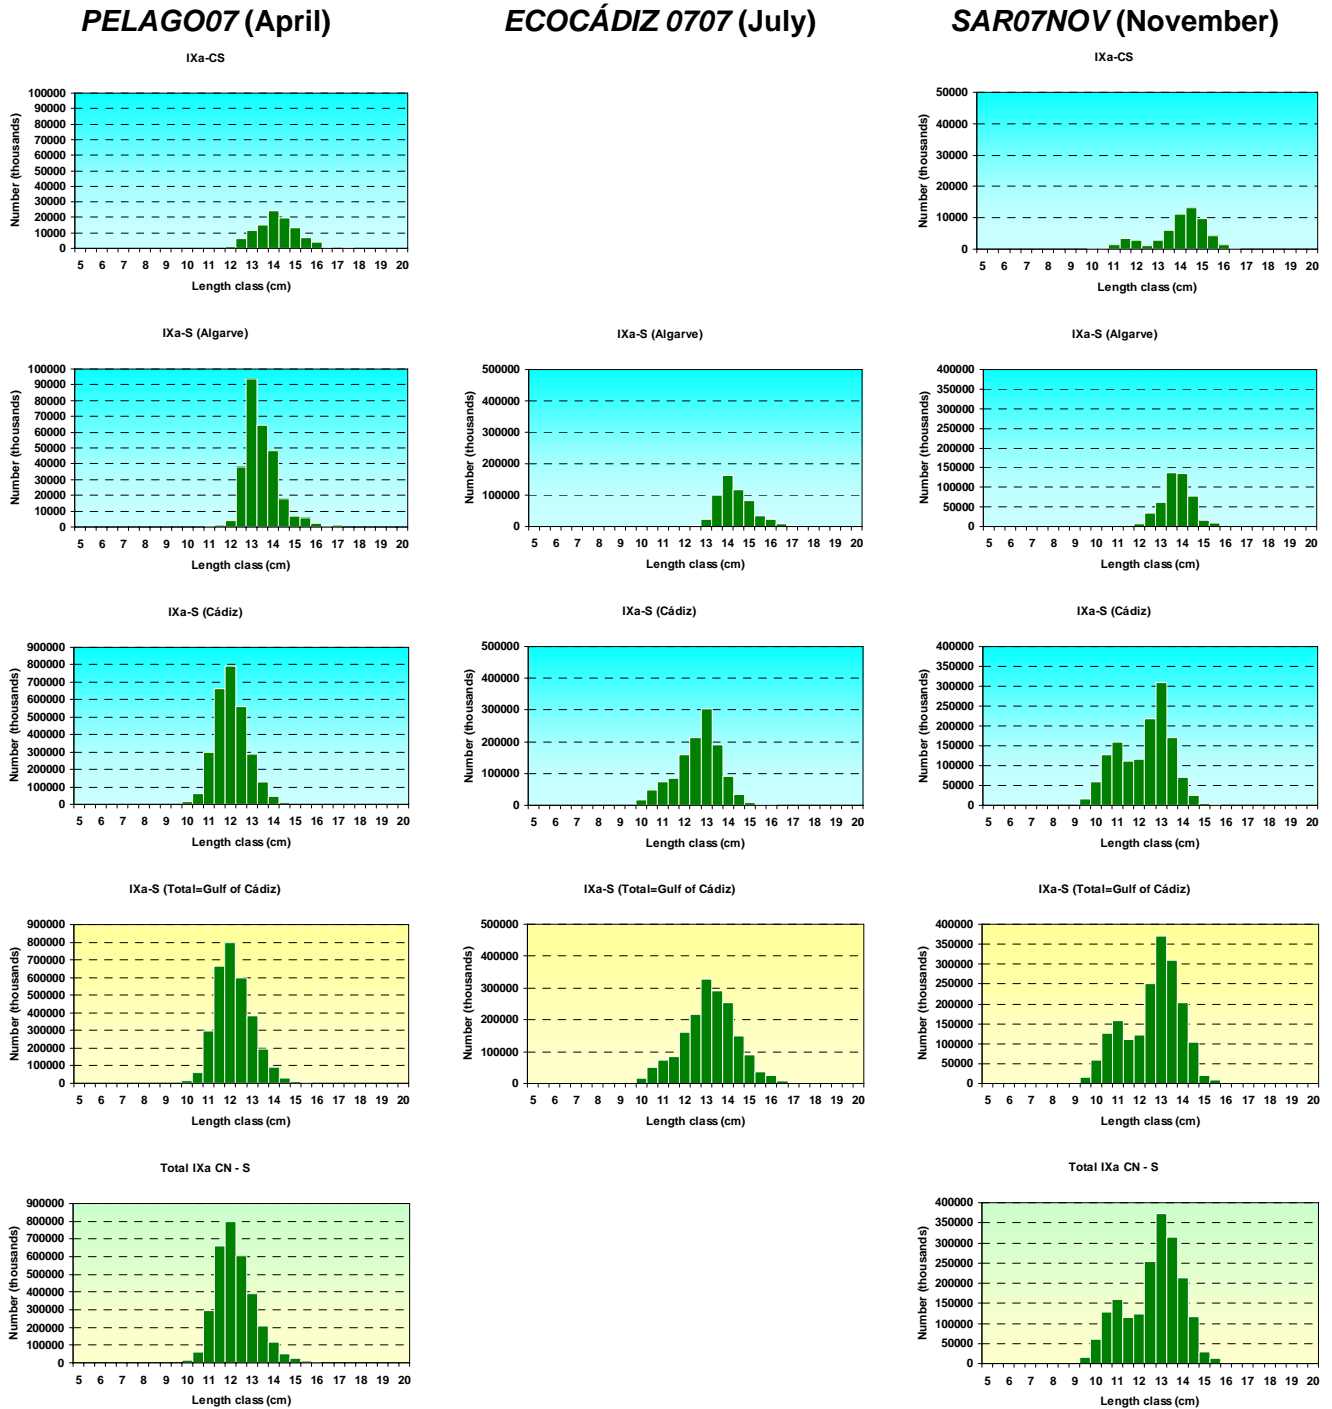 PELAGO07 (April)
ECOCÁDIZ 0707 (July)
SAR07NOV (November)
IXa-CS
Number (thousands)
100000
90000
80000
70000
60000
50000
40000
30000
20000
10000
0
5 6 7 8 9 10 11 12 13 14 15 16 17 18 19 20
Length class (cm)
IXa-CS
Number (thousands)
50000
40000
30000
20000
10000
0
5 6 7 8 9 10 11 12 13 14 15 16 17 18 19 20
Length class (cm)
IXa-S (Algarve)
Number (thousands)
100000
90000
80000
70000
60000
50000
40000
30000
20000
10000
0
5 6 7 8 9 10 11 12 13 14 15 16 17 18 19 20
Length class (cm)
IXa-S (Algarve)
Number (thousands)
500000
400000
300000
200000
100000
0
5 6 7 8 9 10 11 12 13 14 15 16 17 18 19 20
Length class (cm)
IXa-S (Algarve)
Number (thousands)
400000
350000
300000
250000
200000
150000
100000
50000
0
5 6 7 8 9 10 11 12 13 14 15 16 17 18 19 20
Length class (cm)
IXa-S (Cádiz)
Number (thousands)
900000
800000
700000
600000
500000
400000
300000
200000
100000
0
5 6 7 8 9 10 11 12 13 14 15 16 17 18 19 20
Length class (cm)
IXa-S (Cádiz)
Number (thousands)
500000
400000
300000
200000
100000
0
5 6 7 8 9 10 11 12 13 14 15 16 17 18 19 20
Length class (cm)
IXa-S (Cádiz)
Number (thousands)
400000
350000
300000
250000
200000
150000
100000
50000
0
5 6 7 8 9 10 11 12 13 14 15 16 17 18 19 20
Length class (cm)
IXa-S (Total=Gulf of Cádiz)
Number (thousands)
900000
800000
700000
600000
500000
400000
300000
200000
100000
0
5 6 7 8 9 10 11 12 13 14 15 16 17 18 19 20
Length class (cm)
IXa-S (Total=Gulf of Cádiz)
Number (thousands)
500000
400000
300000
200000
100000
0
5 6 7 8 9 10 11 12 13 14 15 16 17 18 19 20
Length class (cm)
IXa-S (Total=Gulf of Cádiz)
Number (thousands)
400000
350000
300000
250000
200000
150000
100000
50000
0
5 6 7 8 9 10 11 12 13 14 15 16 17 18 19 20
Length class (cm)
Total IXa CN - S
Number (thousands)
900000
800000
700000
600000
500000
400000
300000
200000
100000
0
5 6 7 8 9 10 11 12 13 14 15 16 17 18 19 20
Length class (cm)
Total IXa CN - S
Number (thousands)
400000
350000
300000
250000
200000
150000
100000
50000
0
5 6 7 8 9 10 11 12 13 14 15 16 17 18 19 20
Length class (cm)